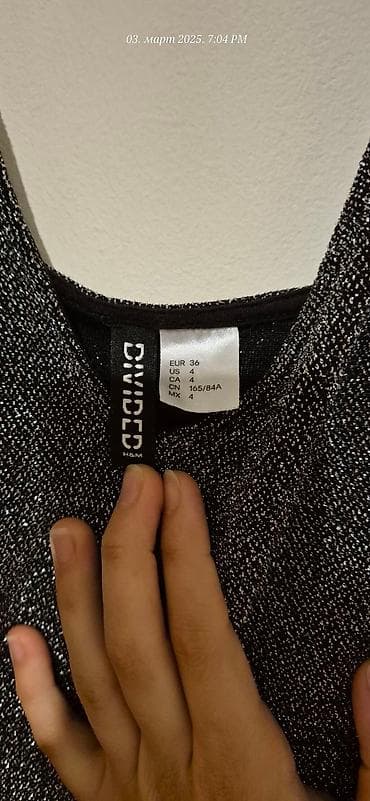 03. март 2025. 7:04 PM
DIVIDED
H&M
EUR 36
US 4
CA 4
CN 165/84A
MX 4